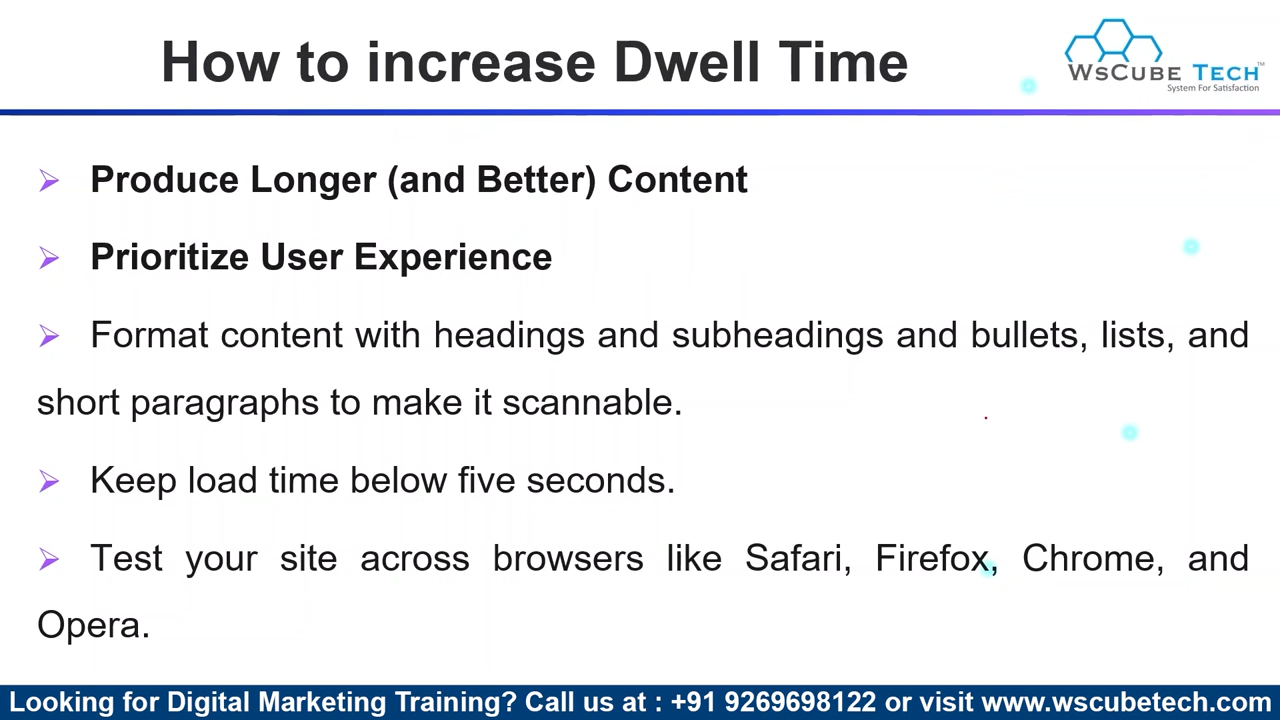 How to increase Dwell Time
WsCube Tech™
System For Satisfaction
➢ Produce Longer (and Better) Content
➢ Prioritize User Experience
➢ Format content with headings and subheadings and bullets, lists, and
short paragraphs to make it scannable.
➢ Keep load time below five seconds.
➢ Test your site across browsers like Safari, Firefox, Chrome, and
Opera.
Looking for Digital Marketing Training? Call us at : +91 9269698122 or visit www.wscubetech.com